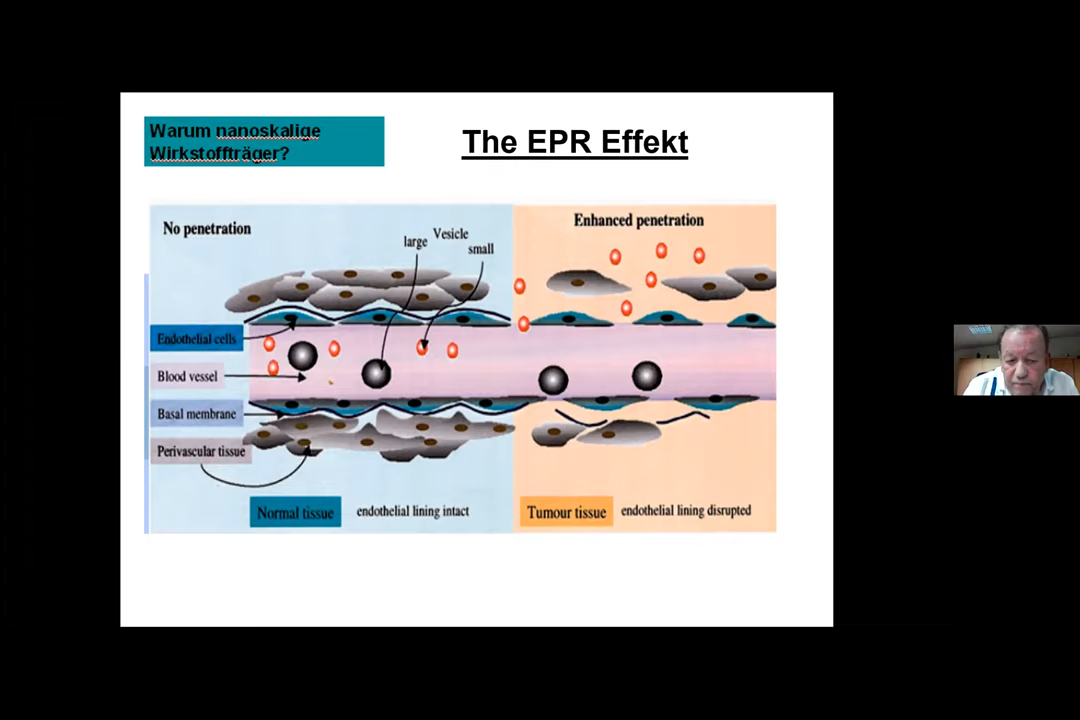 Warum nanoskalige
Wirkstoffträger?
The EPR Effekt
No penetration
Enhanced penetration
large
Vesicle
small
Endothelial cells
Blood vessel
Basal membrane
Perivascular tissue
Normal tissue
endothelial lining intact
Tumour tissue
endothelial lining disrupted